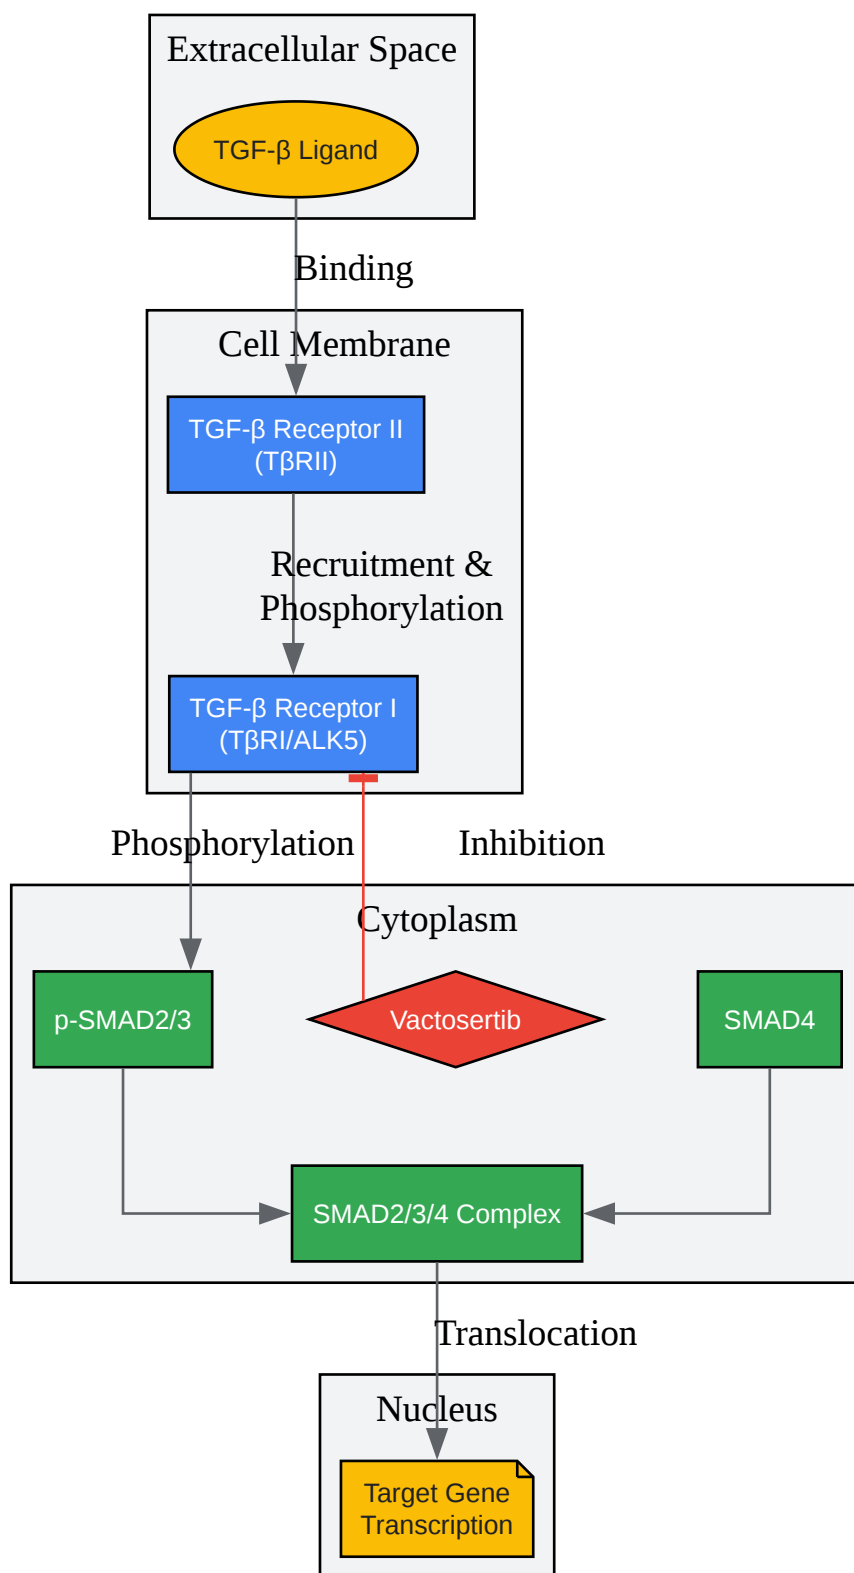 Extracellular Space
TGF-β Ligand
Binding
Cell Membrane
TGF-β Receptor II
(TβRII)
Recruitment &
Phosphorylation
TGF-β Receptor I
(TβRI/ALK5)
Phosphorylation
Inhibition
Cytoplasm
p-SMAD2/3
Vactosertib
SMAD4
SMAD2/3/4 Complex
Translocation
Nucleus
Target Gene
Transcription